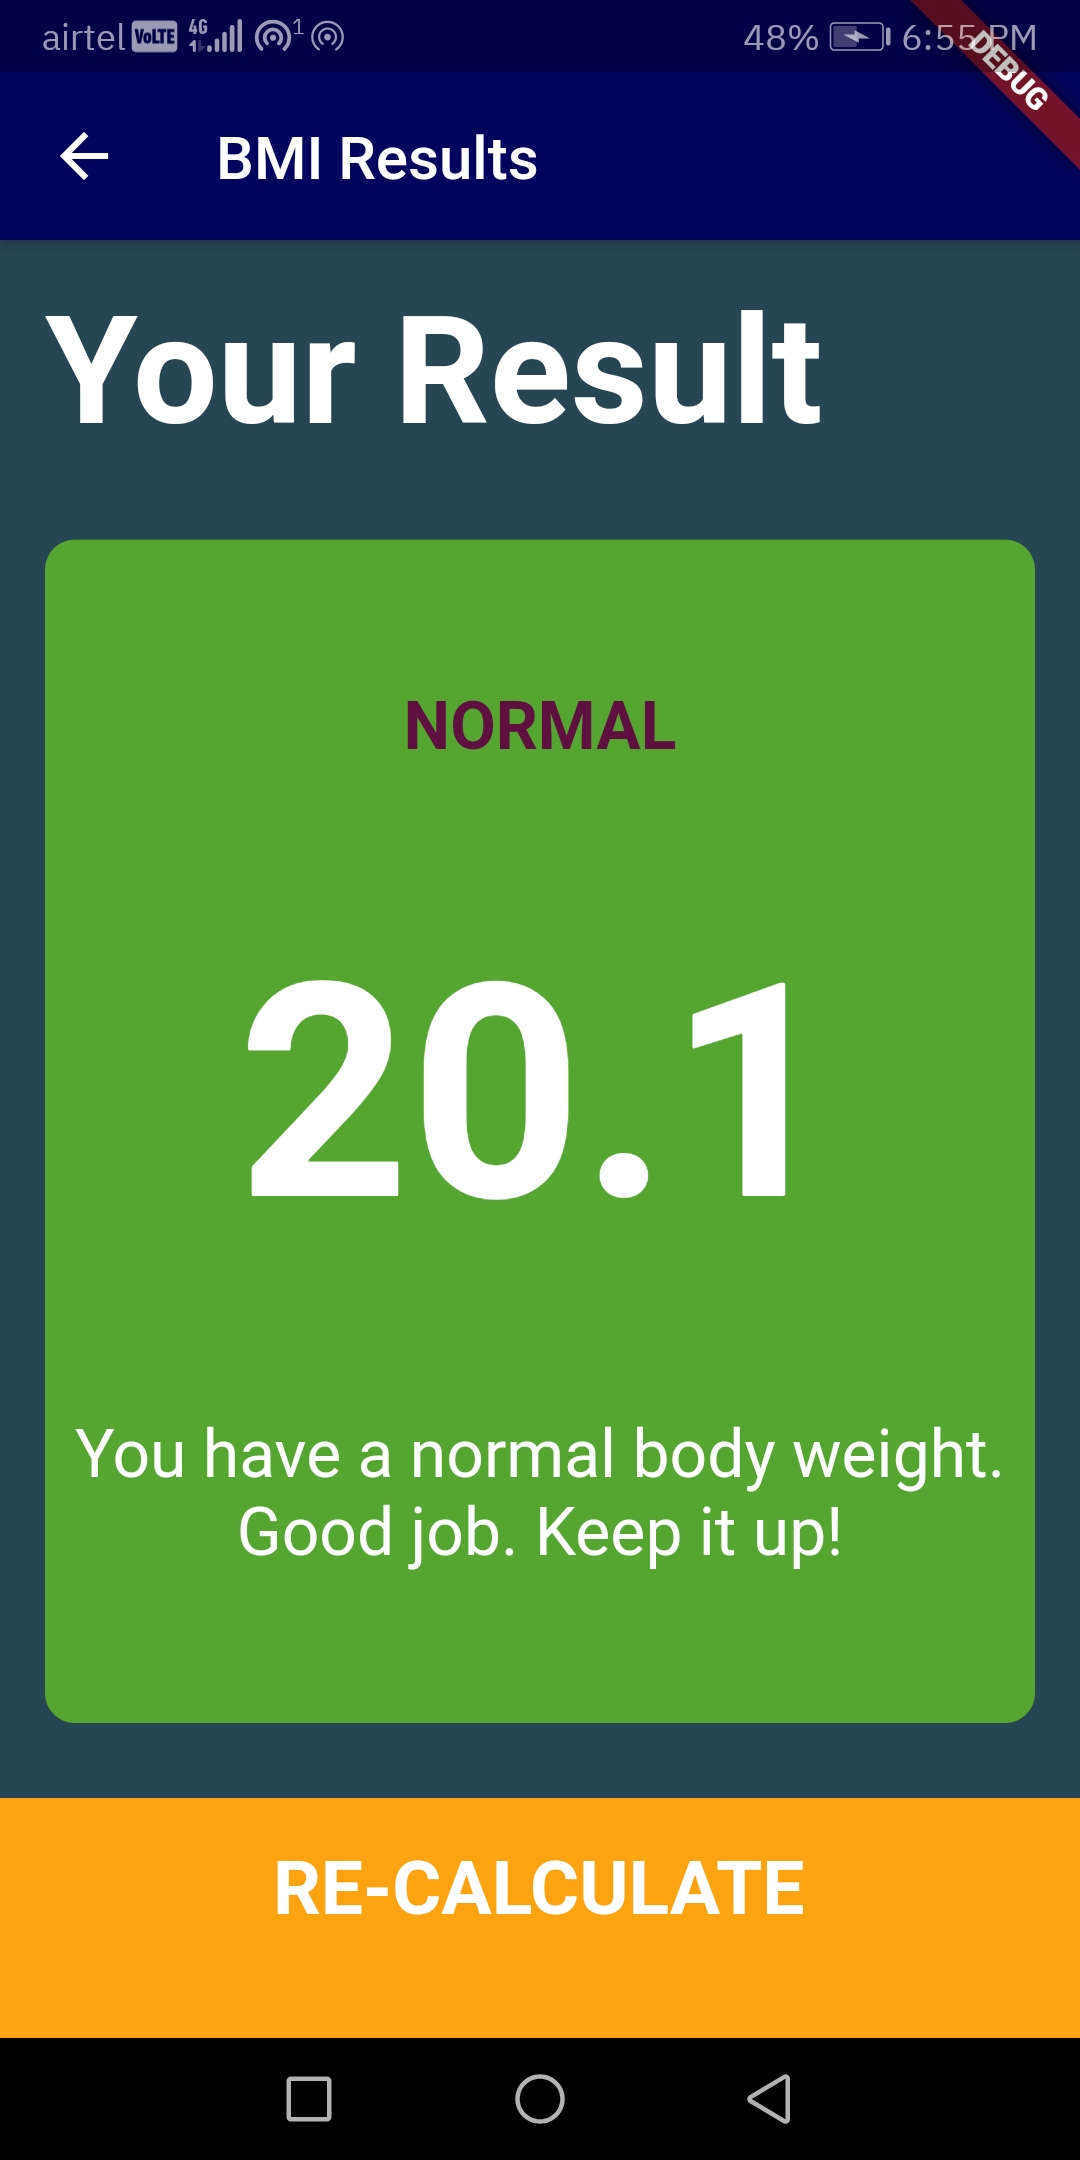 airtel VoLTE 4G 1 48% 6:55 PM
DEBUG
BMI Results
Your Result
NORMAL
20.1
You have a normal body weight.
Good job. Keep it up!
RE-CALCULATE